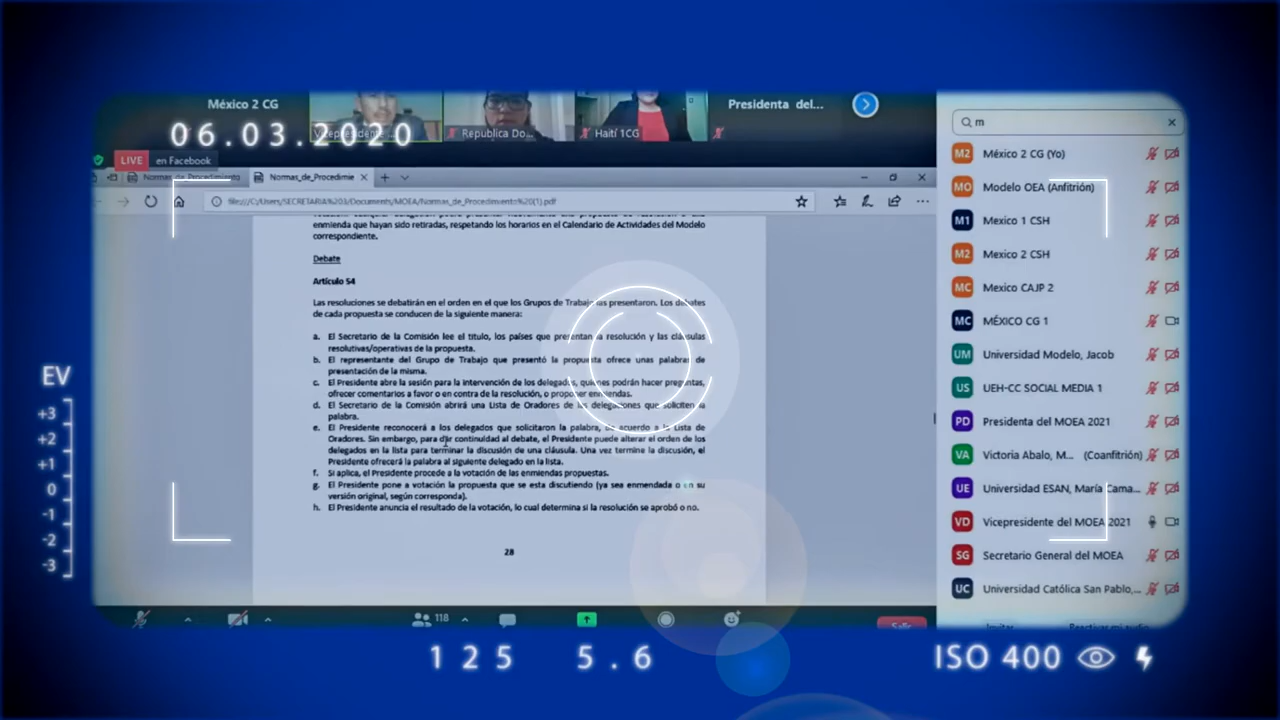 México 2 CG
Presidenta del...
06.03.2020
Republica Do...
Haití 1CG
LIVE
en Facebook
Normas_de_Procedimiento
Normas_de_Procedimie
file:///C:/Users/SECRETARIA%203/Documents/MOEA/Normas_de_Procedimiento%20(1).pdf
enmienda que hayan sido retiradas, respetando los horarios en el Calendario de Actividades del Modelo
correspondiente.
Debate
Artículo 54
Las resoluciones se debatirán en el orden en el que los Grupos de Trabajo las presentaron. Los debates
de cada propuesta se conducen de la siguiente manera:
a. El Secretario de la Comisión lee el titulo, los países que presentan la resolución y las cláusulas
resolutivas/operativas de la propuesta.
b. El representante del Grupo de Trabajo que presentó la propuesta ofrece unas palabras de
presentación de la misma.
c. El Presidente abre la sesión para la intervención de los delegados, quienes podrán hacer preguntas,
ofrecer comentarios a favor o en contra de la resolución, o proponer enmiendas.
d. El Secretario de la Comisión abrirá una Lista de Oradores de las delegaciones que soliciten la
palabra.
e. El Presidente reconocerá a los delegados que solicitaron la palabra, de acuerdo a la Lista de
Oradores. Sin embargo, para dar continuidad al debate, el Presidente puede alterar el orden de los
delegados en la lista para terminar la discusión de una cláusula. Una vez termine la discusión, el
Presidente ofrecerá la palabra al siguiente delegado en la lista.
f. Si aplica, el Presidente procede a la votación de las enmiendas propuestas.
g. El Presidente pone a votación la propuesta que se esta discutiendo (ya sea enmendada o en su
versión original, según corresponda).
h. El Presidente anuncia el resultado de la votación, lo cual determina si la resolución se aprobó o no.
28
118
m
M2 México 2 CG (Yo)
MO Modelo OEA (Anfitrión)
M1 Mexico 1 CSH
M2 Mexico 2 CSH
MC Mexico CAJP 2
MC MÉXICO CG 1
UM Universidad Modelo, Jacob
US UEH-CC SOCIAL MEDIA 1
PD Presidenta del MOEA 2021
VA Victoria Abalo, M... (Coanfitrión)
UE Universidad ESAN, María Cama...
VD Vicepresidente del MOEA 2021
SG Secretario General del MOEA
UC Universidad Católica San Pablo,...
EV
+3
+2
+1
0
-1
-2
-3
125 5.6
ISO 400